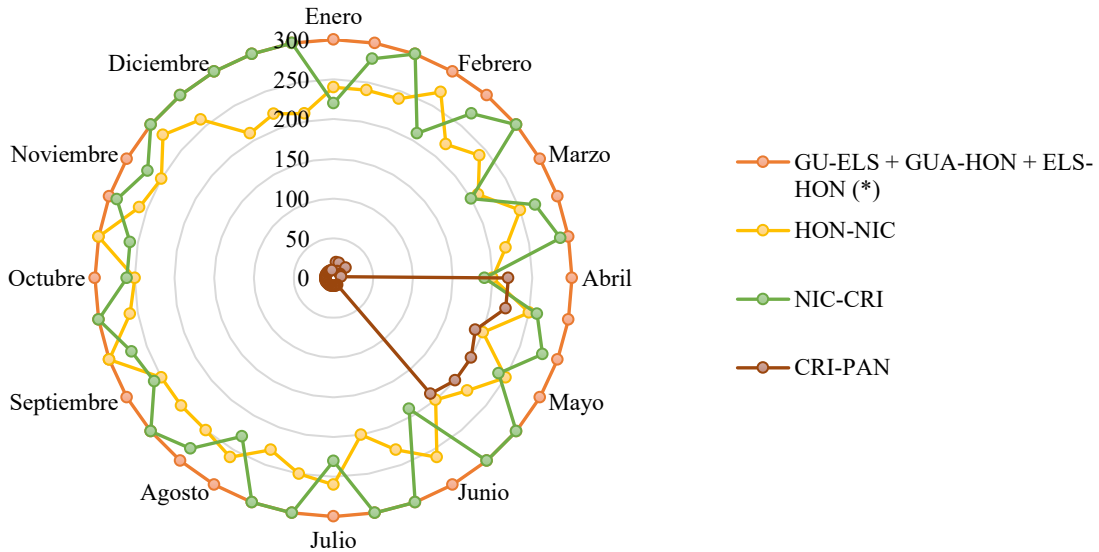 Enero
Febrero
Marzo
Abril
Mayo
Junio
Julio
Agosto
Septiembre
Octubre
Noviembre
Diciembre
300
250
200
150
100
50
0
GU-ELS + GUA-HON + ELS-
HON (*)
HON-NIC
NIC-CRI
CRI-PAN